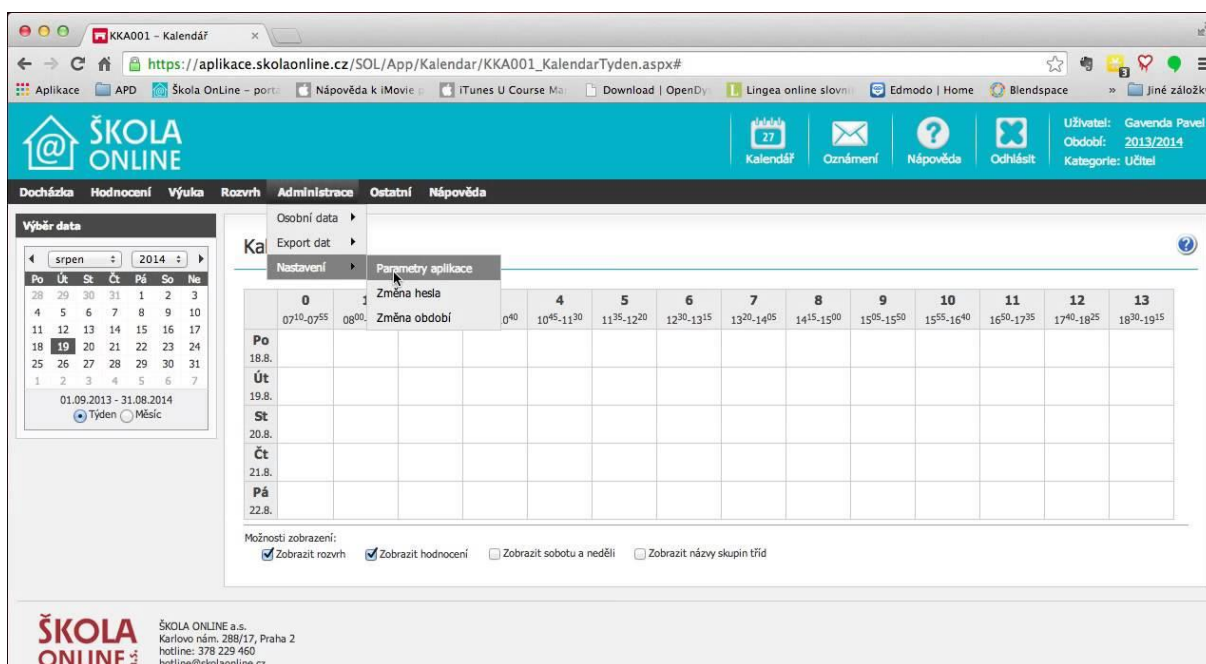 KKA001 – Kalendář
https://aplikace.skolaonline.cz/SOL/App/Kalendar/KKA001_KalendarTyden.aspx#
Aplikace APD Škola OnLine – porta Nápověda k iMovie p iTunes U Course Ma Download | OpenDy Lingea online slovní Edmodo | Home Blendspace » Jiné záložky
3
ŠKOLA
ONLINE
27
Kalendář Oznámení Nápověda Odhlásit
Uživatel: Gavenda Pavel
Období: 2013/2014
Kategorie: Učitel
Docházka Hodnocení Výuka Rozvrh Administrace Ostatní Nápověda
Osobní data
Export dat
Nastavení
Parametry aplikace
Změna hesla
Změna období
Výběr data
srpen 2014
Po Út St Čt Pá So Ne
28 29 30 31 1 2 3
4 5 6 7 8 9 10
11 12 13 14 15 16 17
18 19 20 21 22 23 24
25 26 27 28 29 30 31
1 2 3 4 5 6 7
01.09.2013 - 31.08.2014
Týden Měsíc
Kal
0 1 4 5 6 7 8 9 10 11 12 13
0710-0755 0800- 040 1045-1130 1135-1220 1230-1315 1320-1405 1415-1500 1505-1550 1555-1640 1650-1735 1740-1825 1830-1915
Po
18.8.
Út
19.8.
St
20.8.
Čt
21.8.
Pá
22.8.
Možnosti zobrazení:
Zobrazit rozvrh Zobrazit hodnocení Zobrazit sobotu a neděli Zobrazit názvy skupin tříd
ŠKOLA
ONLINE a.s.
ŠKOLA ONLINE a.s.
Karlovo nám. 288/17, Praha 2
hotline: 378 229 460
hotline@skolaonline.cz